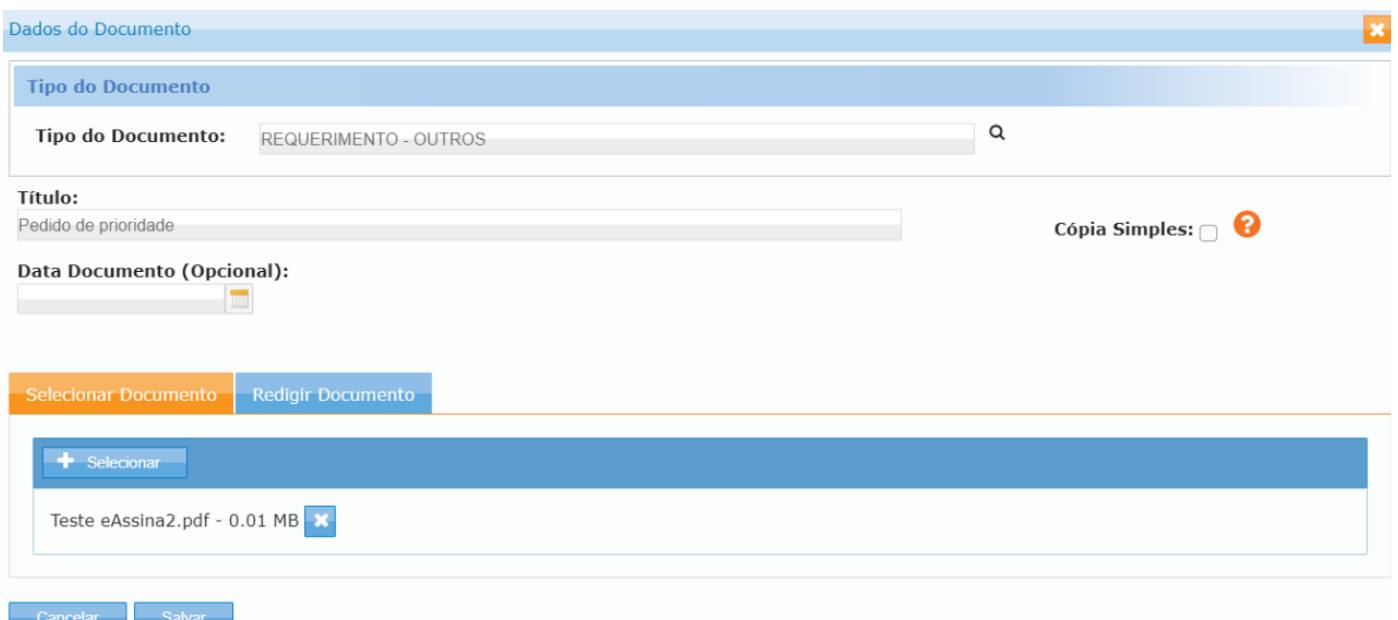 Dados do Documento
Tipo do Documento
Tipo do Documento: REQUERIMENTO - OUTROS
Título:
Pedido de prioridade
Cópia Simples:
Data Documento (Opcional):
Selecionar Documento Redigir Documento
Selecionar
Teste eAssina2.pdf - 0.01 MB
Cancelar Salvar